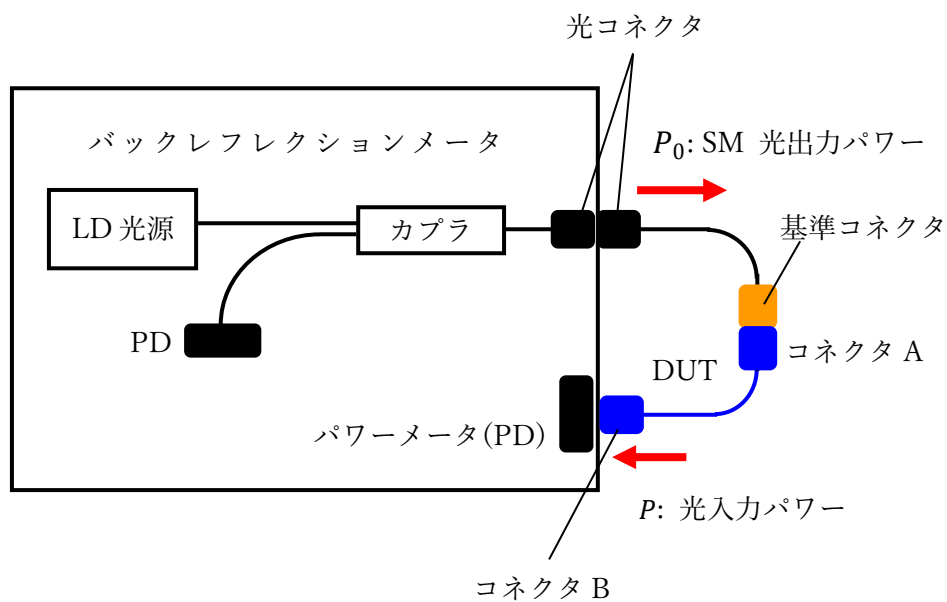 光コネクタ
バックレフレクションメータ
P₀: SM 光出力パワー
LD 光源
カプラ
基準コネクタ
PD
コネクタ A
DUT
パワーメータ(PD)
P: 光入力パワー
コネクタ B